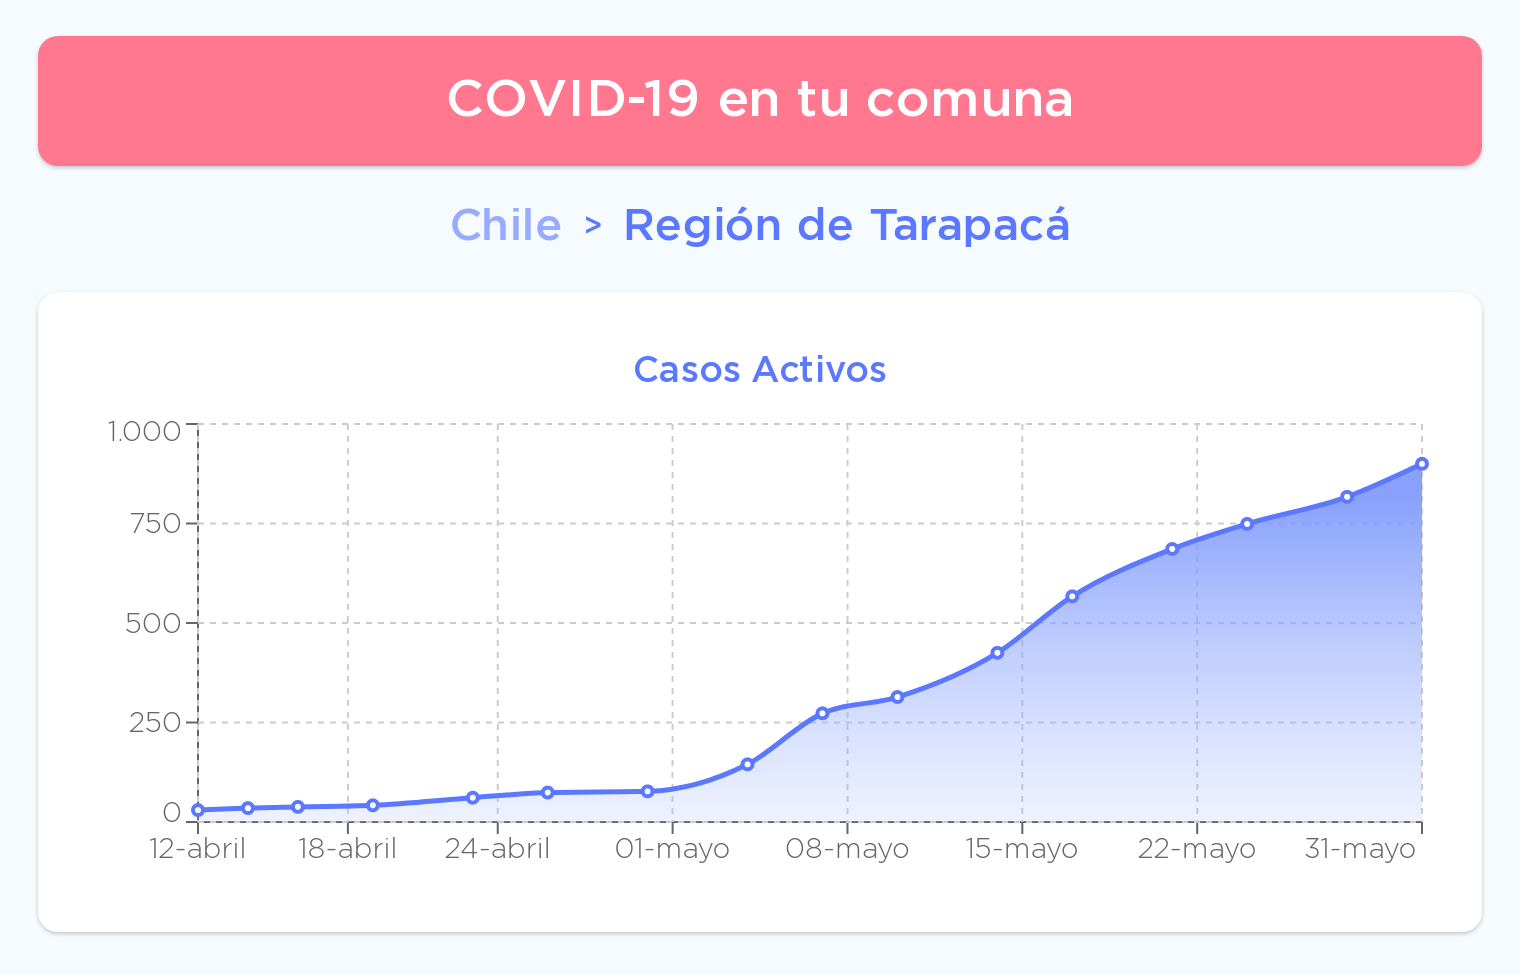 COVID-19 en tu comuna
Chile > Región de Tarapacá
Casos Activos
1.000
750
500
250
0
12-abril 18-abril 24-abril 01-mayo 08-mayo 15-mayo 22-mayo 31-mayo